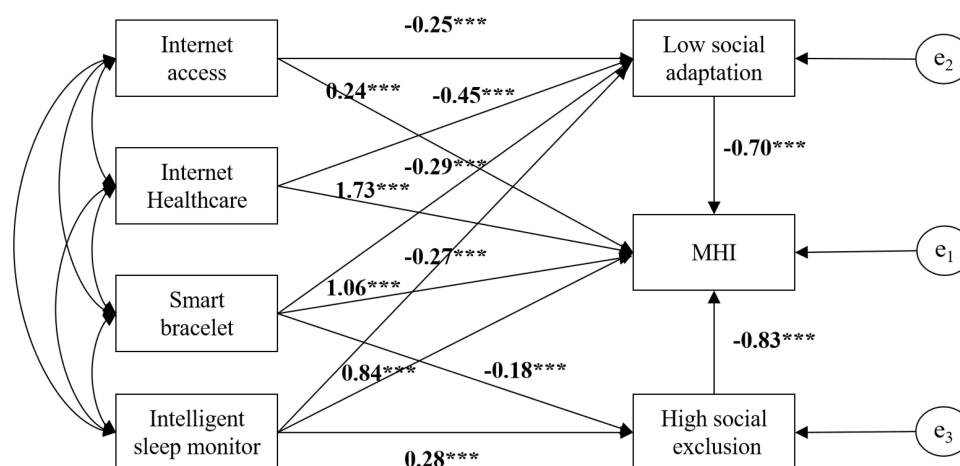 -0.25***
Internet
access
Low social
adaptation
e2
0.24***
-0.45***
-0.70***
Internet
Healthcare
-0.29***
1.73***
MHI
e1
-0.27***
1.06***
Smart
bracelet
-0.83***
0.84***
-0.18***
Intelligent
sleep monitor
High social
exclusion
e3
0.28***